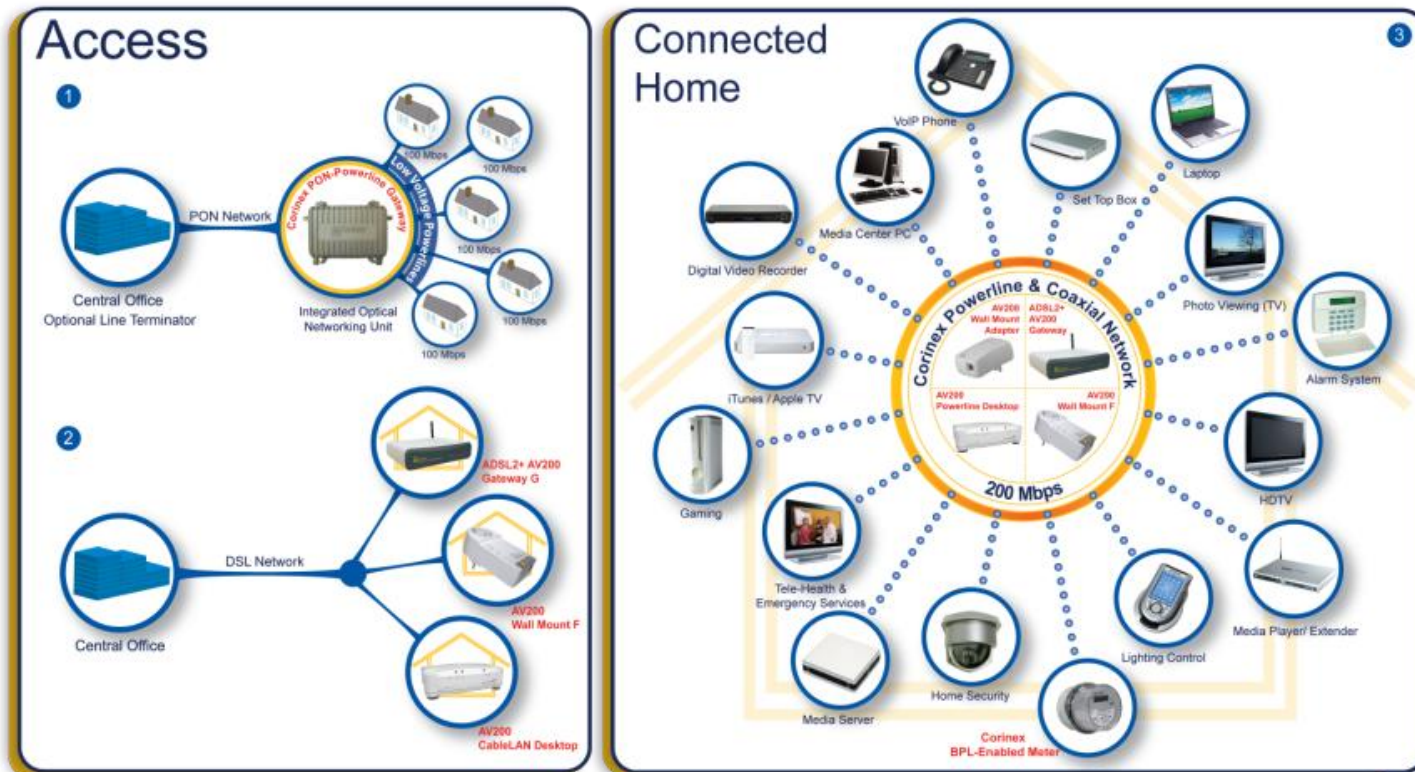 Access
1
100 Mbps
100 Mbps
100 Mbps
100 Mbps
100 Mbps
Low Voltage Powerlines
Corinex PON-Powerline Gateway
PON Network
Central Office
Optional Line Terminator
Integrated Optical
Networking Unit
2
ADSL2+ AV200
Gateway G
DSL Network
AV200
Wall Mount F
Central Office
AV200
CableLAN Desktop
Connected
Home
3
VoIP Phone
Laptop
Set Top Box
Media Center PC
Digital Video Recorder
Photo Viewing (TV)
Corinex Powerline & Coaxial Network
AV200
Wall Mount
Adapter
ADSL2+
AV200
Gateway
AV200
Powerline Desktop
AV200
Wall Mount F
200 Mbps
Alarm System
iTunes / Apple TV
HDTV
Gaming
Tele-Health &
Emergency Services
Media Player/ Extender
Lighting Control
Home Security
Media Server
Corinex
BPL-Enabled Meter